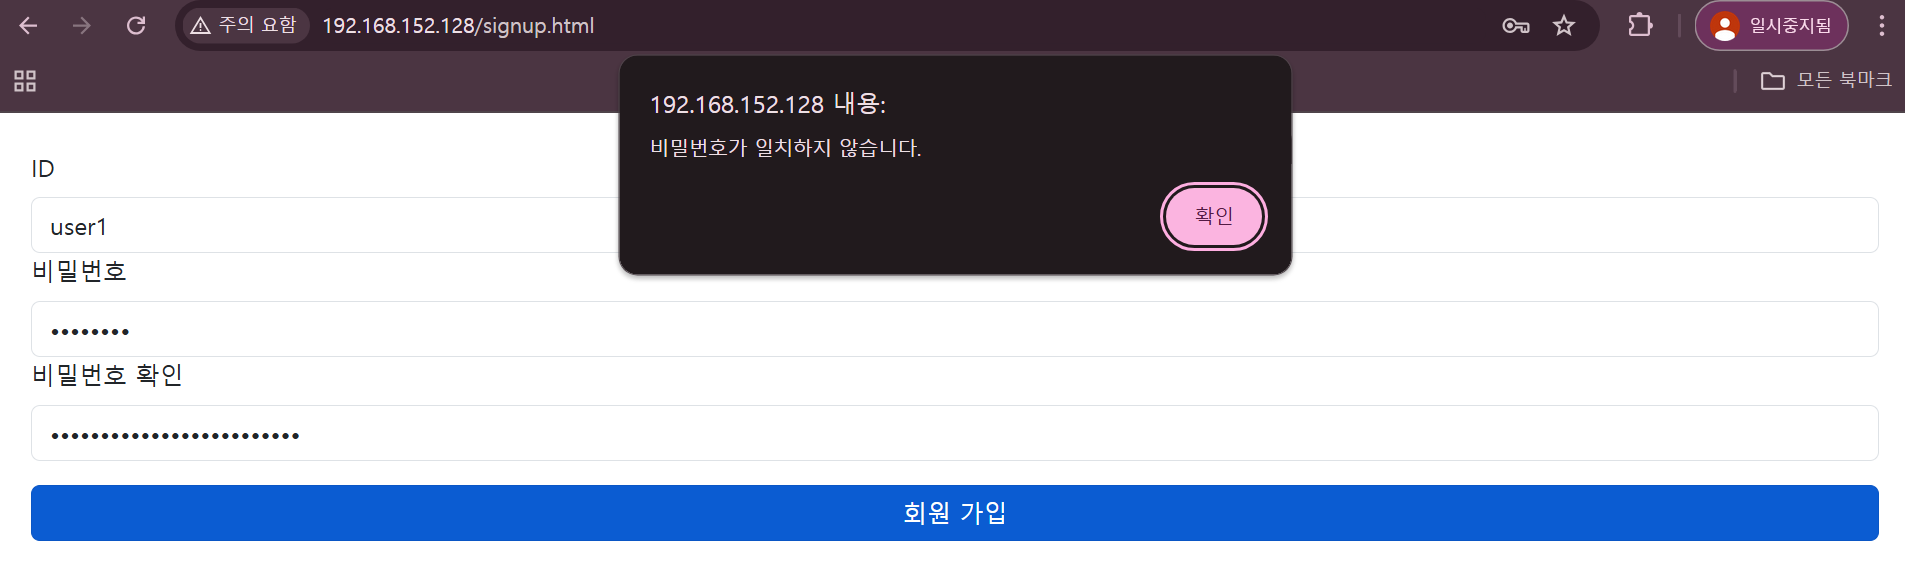 주의 요함 192.168.152.128/signup.html 일시중지됨
모든 북마크
192.168.152.128 내용:
비밀번호가 일치하지 않습니다.
확인
ID
user1
비밀번호
••••••••
비밀번호 확인
•••••••••••••••••••••••••
회원 가입